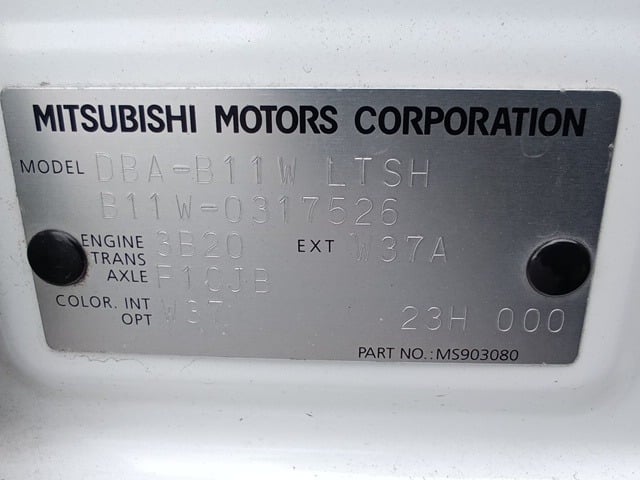 MITSUBISHI MOTORS CORPORATION
MODEL DBA-B11W LTSH
B11W-0317526
ENGINE 3B20 EXT W37A
TRANS
AXLE F1CJB
COLOR. INT W37
OPT 23H 000
PART NO.:MS903080